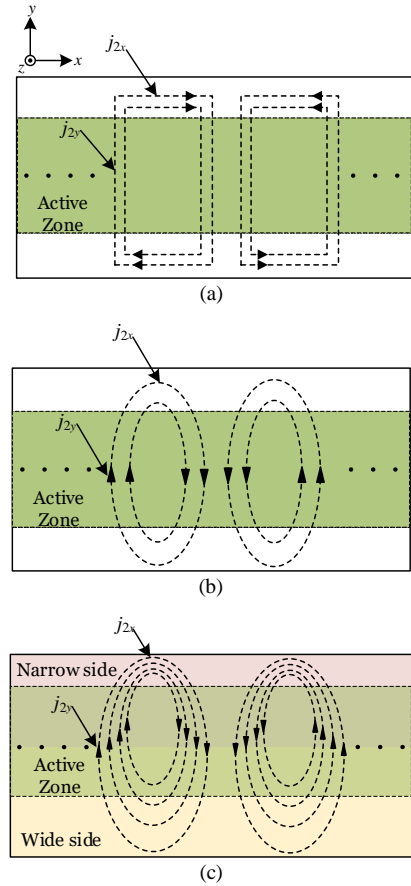 y
z
x
j2x
j2y
Active
Zone
(a)
j2x
j2y
Active
Zone
(b)
j2x
Narrow side
j2y
Active
Zone
Wide side
(c)